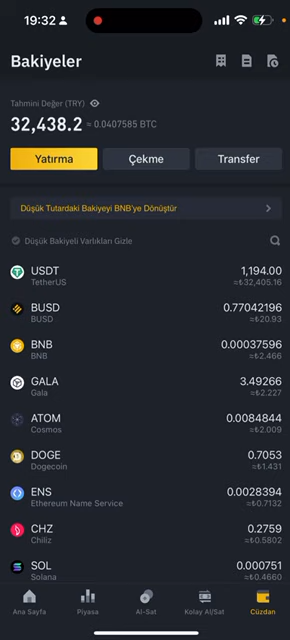 19:32
Bakiyeler
Tahmini Değer (TRY)
32,438.2 ≈ 0.0407585 BTC
Yatırma Çekme Transfer
Düşük Tutardaki Bakiyeyi BNB'ye Dönüştür
Düşük Bakiyeli Varlıkları Gizle
USDT 1,194.00
TetherUS ≈₺32,405.16
BUSD 0.77042196
BUSD ≈₺20.93
BNB 0.00037596
BNB ≈₺2.466
GALA 3.49266
Gala ≈₺2.227
ATOM 0.0084844
Cosmos ≈₺2.009
DOGE 0.7053
Dogecoin ≈₺1.431
ENS 0.0028394
Ethereum Name Service ≈₺0.7132
CHZ 0.2759
Chiliz ≈₺0.5802
SOL 0.000751
Solana ≈₺0.4660
Ana Sayfa Piyasa Al-Sat Kolay Al/Sat Cüzdan